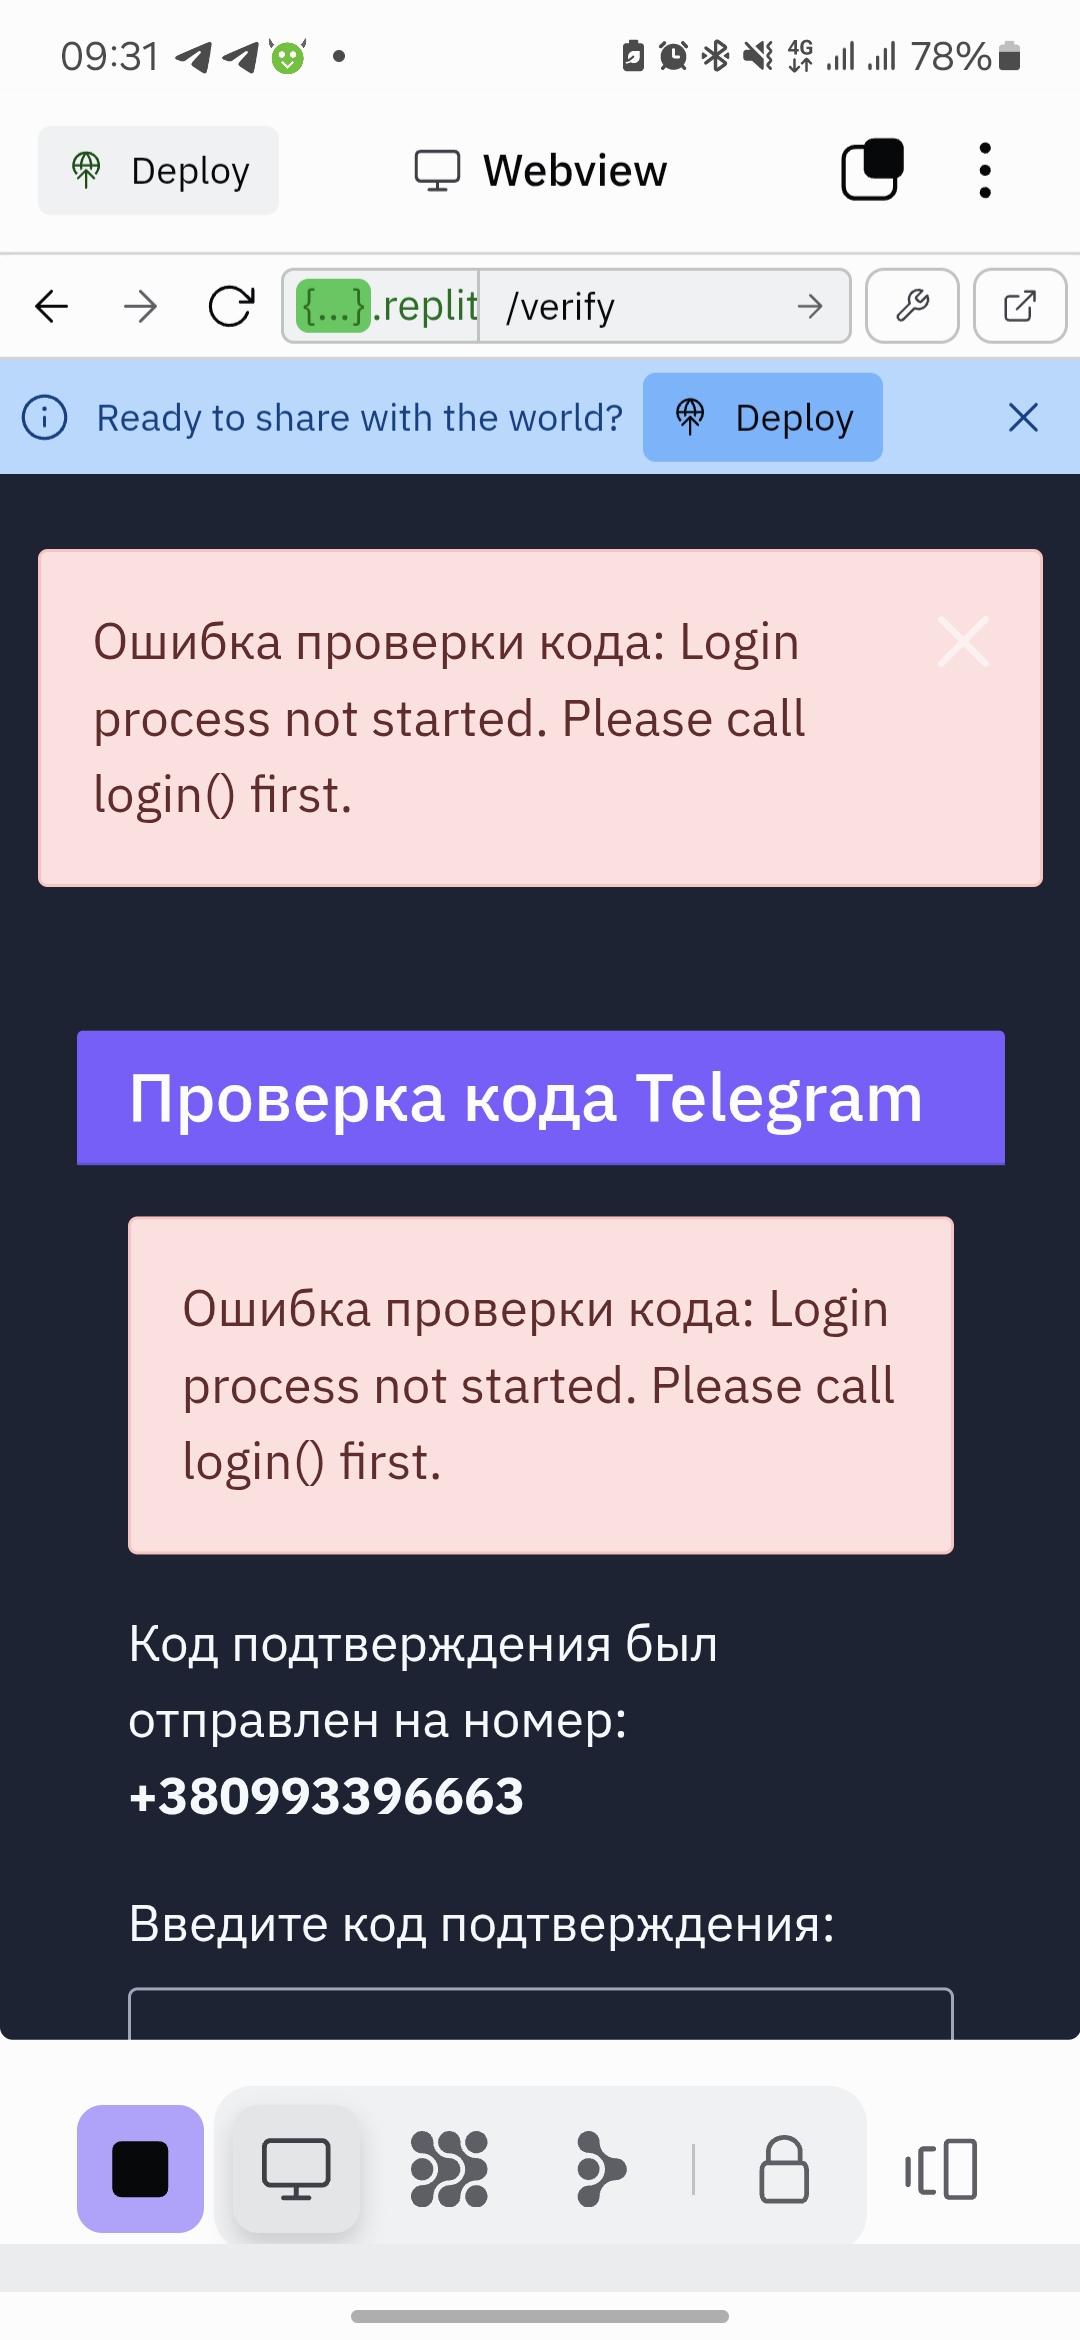 09:31
4G
78%
Deploy
Webview
{...}.replit
/verify
Ready to share with the world?
Deploy
Ошибка проверки кода: Login
process not started. Please call
login() first.
Проверка кода Telegram
Ошибка проверки кода: Login
process not started. Please call
login() first.
Код подтверждения был
отправлен на номер:
+380993396663
Введите код подтверждения: